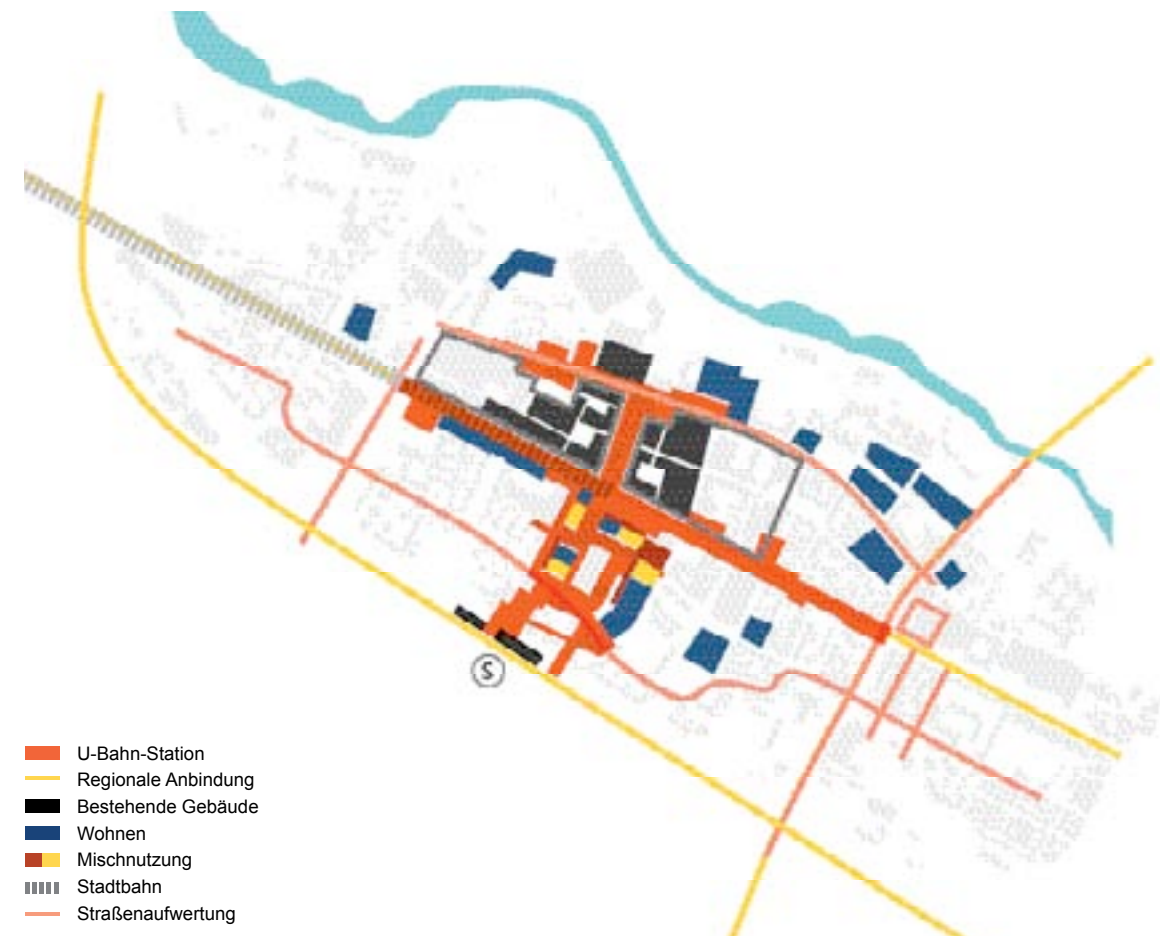 S
U-Bahn-Station
Regionale Anbindung
Bestehende Gebäude
Wohnen
Mischnutzung
Stadtbahn
Straßenaufwertung